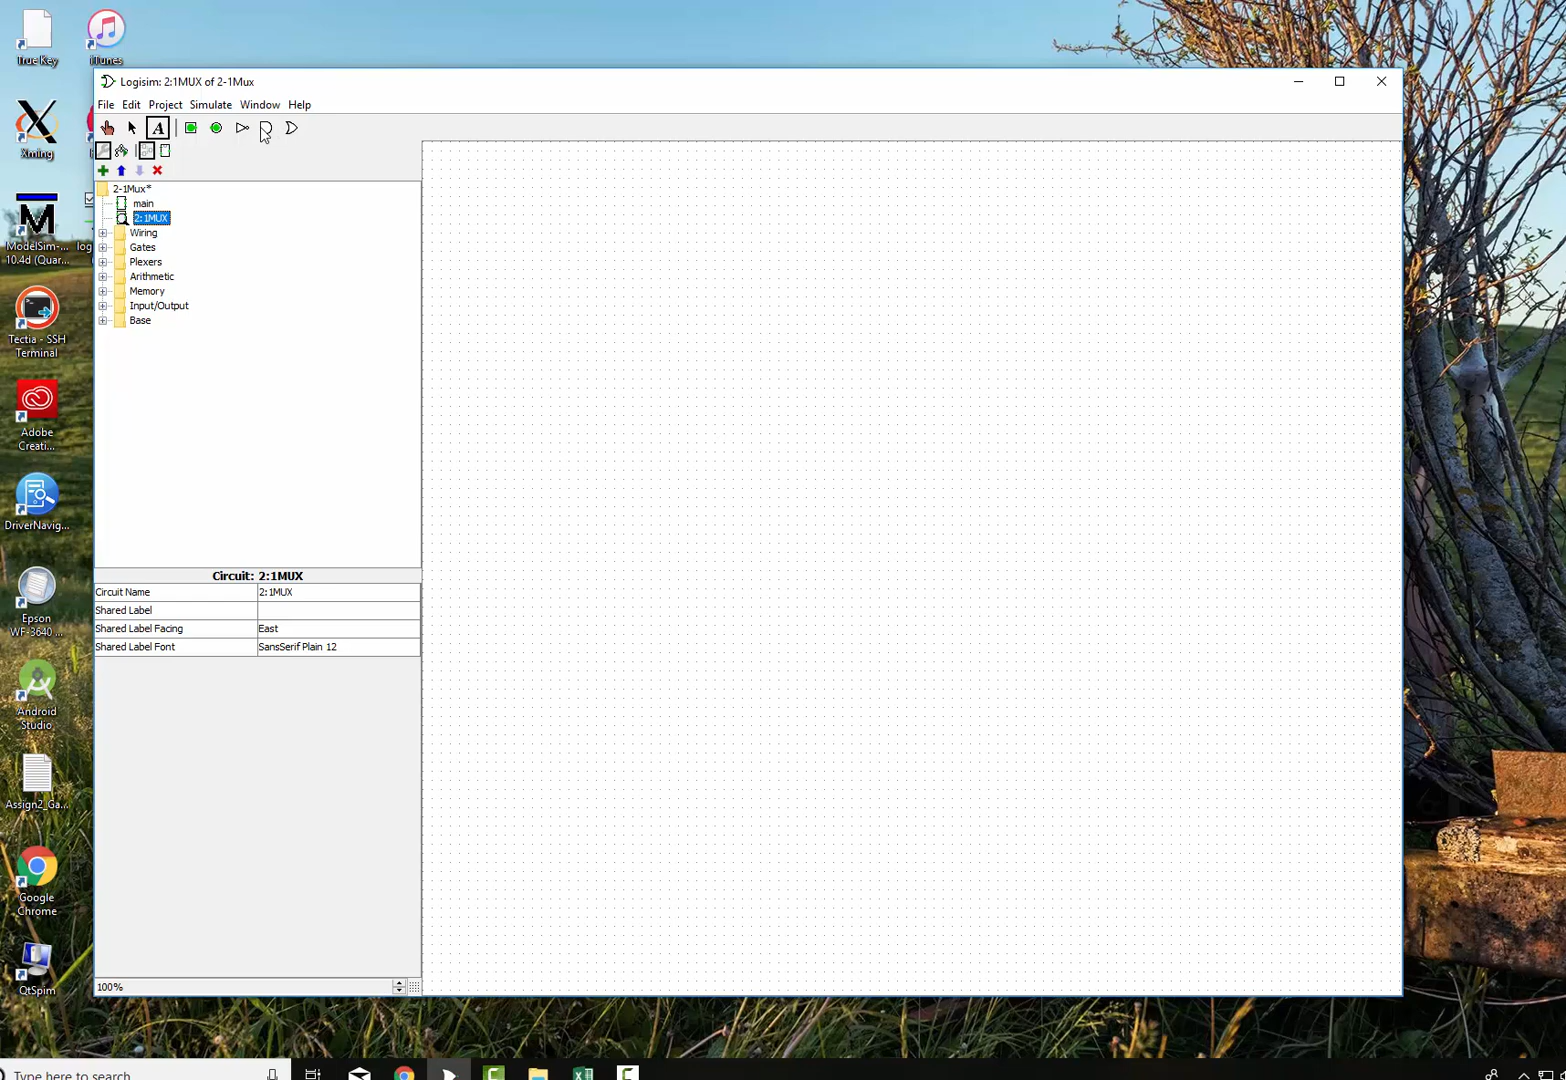 True Key
iTunes
Xming
ModelSim-...
10.4d (Quar...
log
Tectia - SSH
Terminal
Adobe
Creati...
DriverNavig...
Epson
WF-3640 ...
Android
Studio
Assign2_Ga...
Google
Chrome
QtSpim
Logisim: 2:1MUX of 2-1Mux
File Edit Project Simulate Window Help
A
2-1Mux*
main
2:1MUX
Wiring
Gates
Plexers
Arithmetic
Memory
Input/Output
Base
Circuit: 2:1MUX
Circuit Name 2:1MUX
Shared Label
Shared Label Facing East
Shared Label Font SansSerif Plain 12
100%
Type here to search